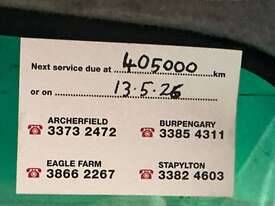 Next service due at 405000 km
or on 13.5.26
ARCHERFIELD BURPENGARY
☎ 3373 2472 ☎ 3385 4311
EAGLE FARM STAPYLTON
☎ 3866 2267 ☎ 3382 4603